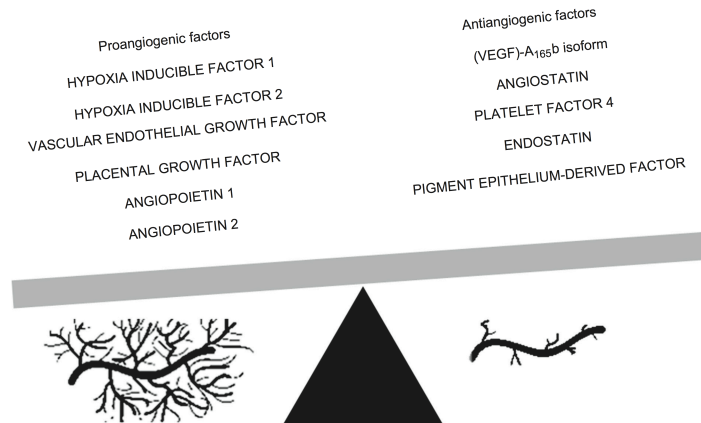 Proangiogenic factors
HYPOXIA INDUCIBLE FACTOR 1
HYPOXIA INDUCIBLE FACTOR 2
VASCULAR ENDOTHELIAL GROWTH FACTOR
PLACENTAL GROWTH FACTOR
ANGIOPOIETIN 1
ANGIOPOIETIN 2
Antiangiogenic factors
(VEGF)-A₁₆₅b isoform
ANGIOSTATIN
PLATELET FACTOR 4
ENDOSTATIN
PIGMENT EPITHELIUM-DERIVED FACTOR